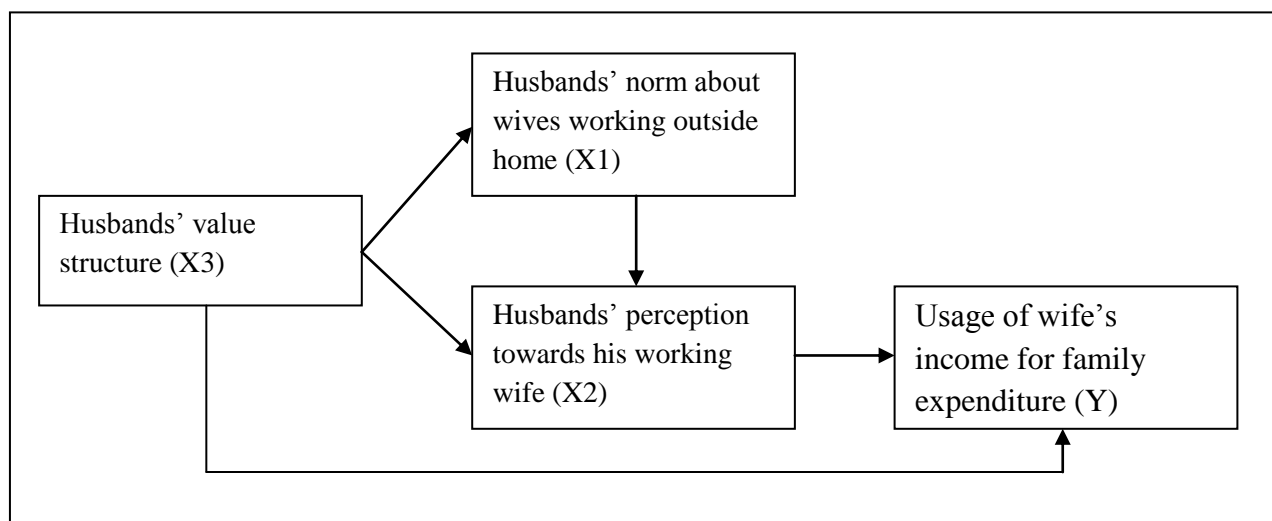 Husbands’ norm about
wives working outside
home (X1)
Husbands’ value
structure (X3)
Husbands’ perception
towards his working
wife (X2)
Usage of wife’s
income for family
expenditure (Y)